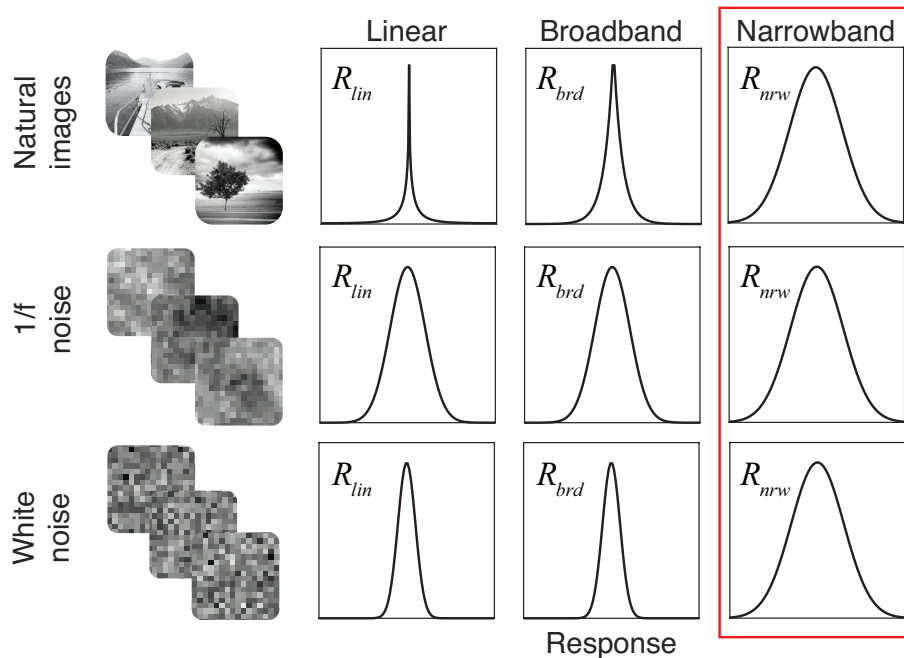 Linear Broadband Narrowband
Natural
images
R_lin R_brd R_nrw
1/f
noise
R_lin R_brd R_nrw
White
noise
R_lin R_brd R_nrw
Response